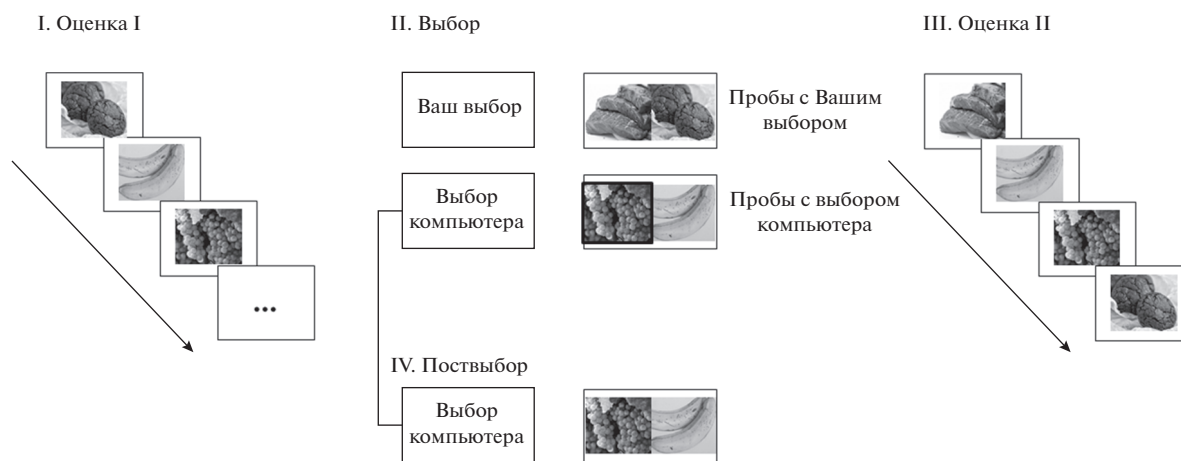 I. Оценка I
II. Выбор
III. Оценка II
Ваш выбор
Пробы с Вашим
выбором
Выбор
компьютера
Пробы с выбором
компьютера
...
IV. Поствыбор
Выбор
компьютера